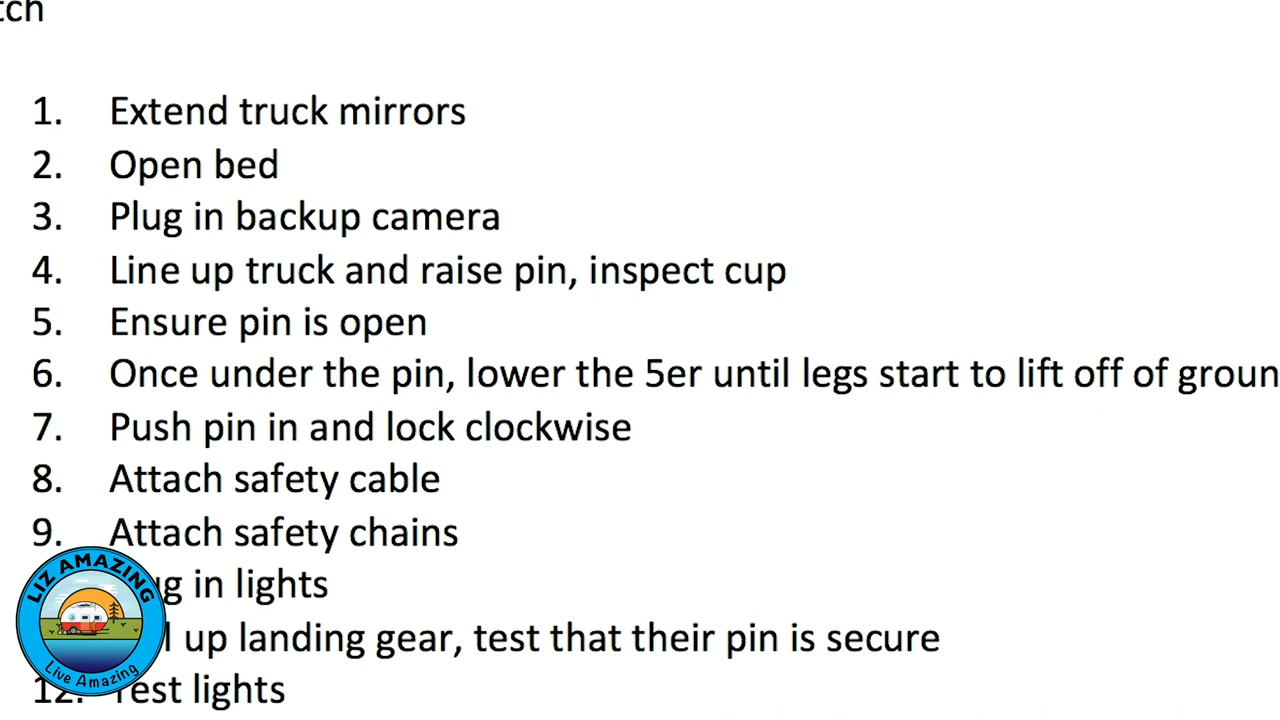 1. Extend truck mirrors
2. Open bed
3. Plug in backup camera
4. Line up truck and raise pin, inspect cup
5. Ensure pin is open
6. Once under the pin, lower the 5er until legs start to lift off of groun
7. Push pin in and lock clockwise
8. Attach safety cable
9. Attach safety chains
in lights
up landing gear, test that their pin is secure
12. Test lights
LIZ AMAZING
Live Amazing